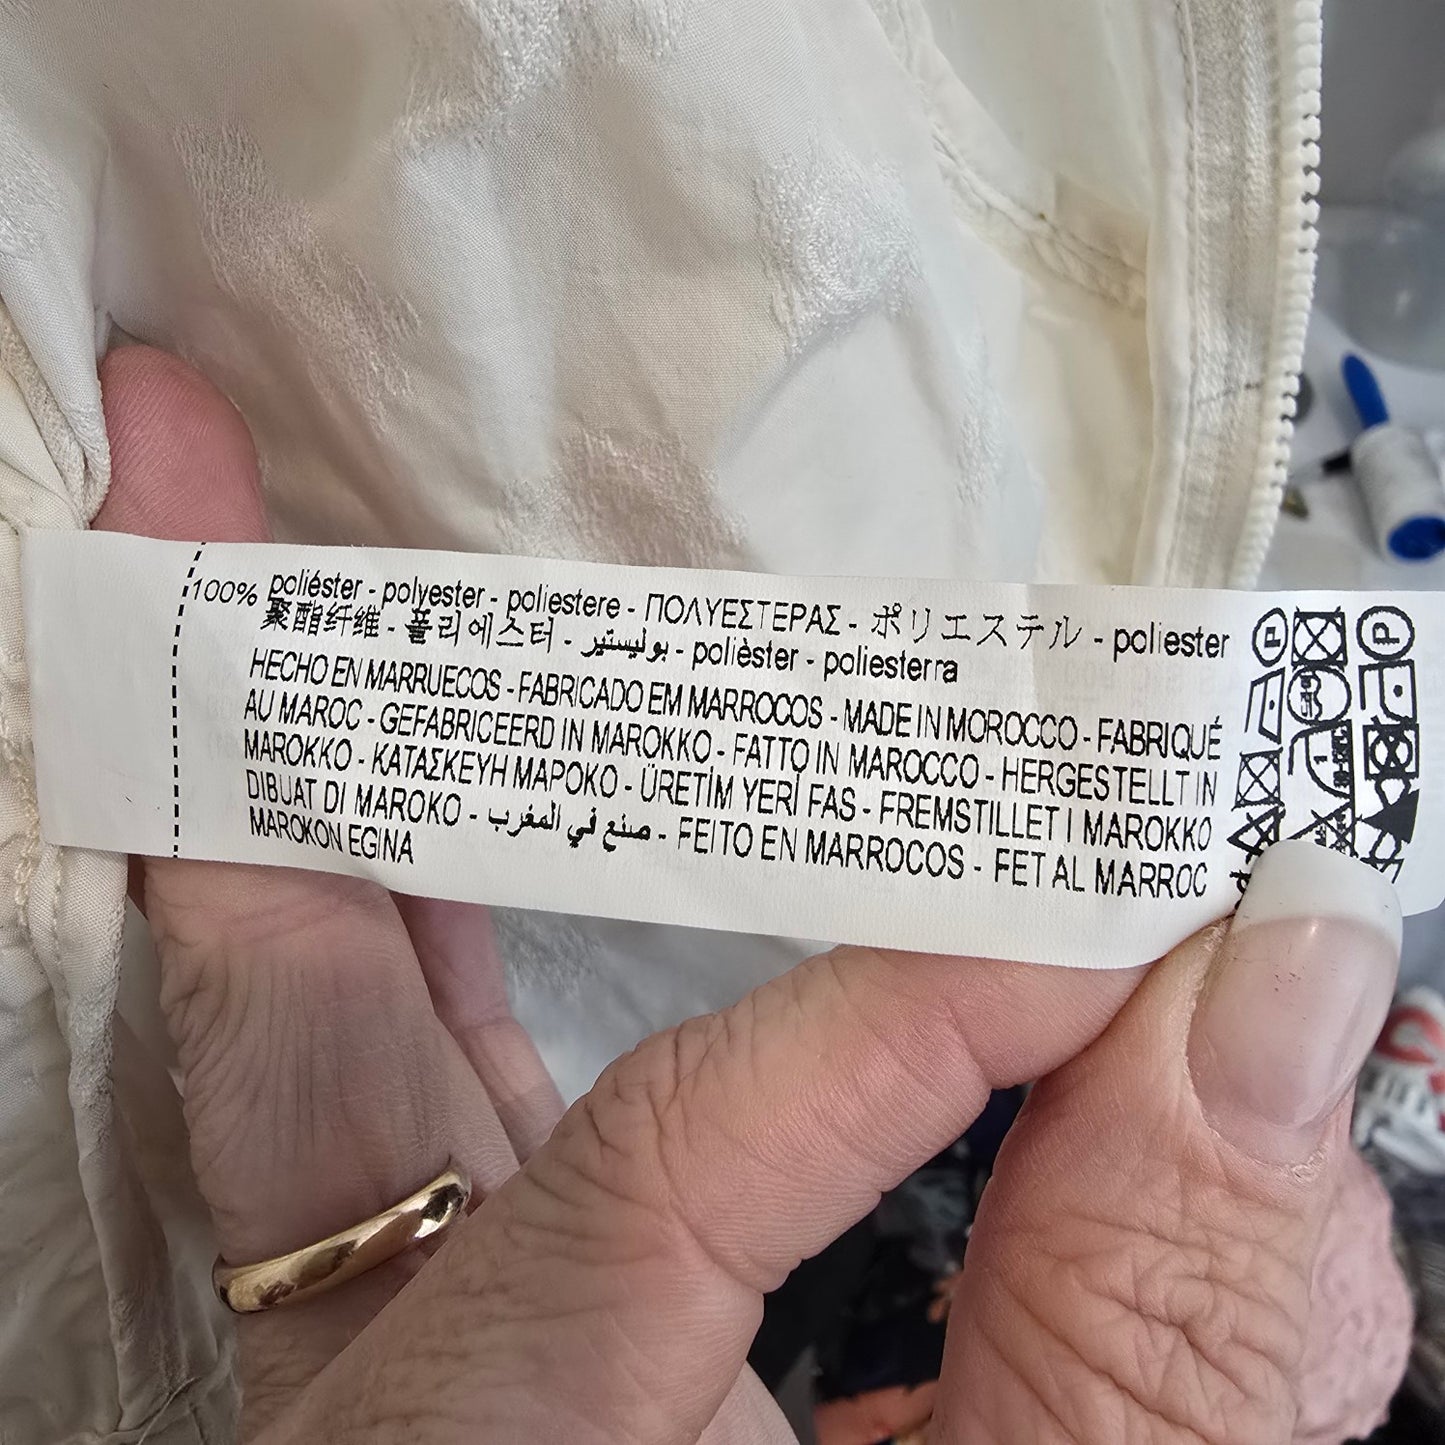 100% poliéster - polyester - poliestere - ΠΟΛΥΕΣΤΕΡΑΣ - ポリエステル - poliester
聚酯纤维 - 폴리에스터 - بوليستير - polièster - poliesterra
HECHO EN MARRUECOS - FABRICADO EM MARROCOS - MADE IN MOROCCO - FABRIQUÉ
AU MAROC - GEFABRICEERD IN MAROKKO - FATTO IN MAROCCO - HERGESTELLT IN
MAROKKO - ΚΑΤΑΣΚΕΥΗ ΜΑΡΟΚΟ - ÜRETİM YERİ FAS - FREMSTILLET I MAROKKO
DIBUAT DI MAROKO - صنع في المغرب - FEITO EN MARROCOS - FET AL MARROC
MAROKON EGINA
P
P